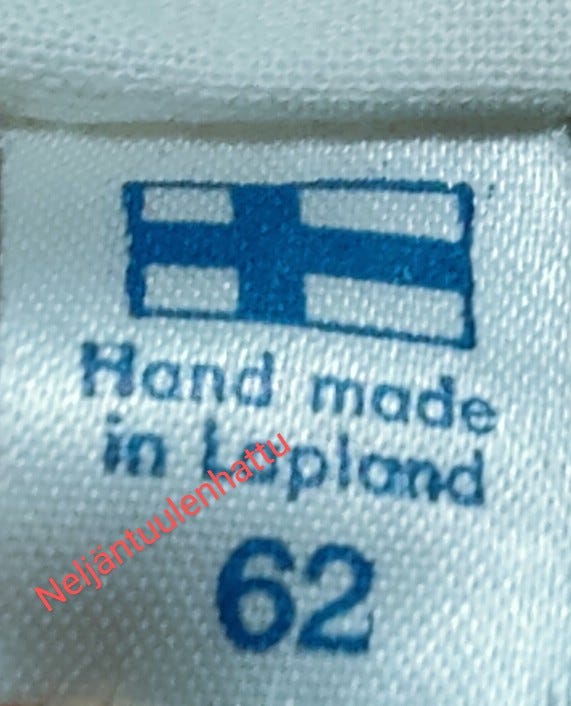 Hand made
in Lapland
Neljäntuulenhattu
62